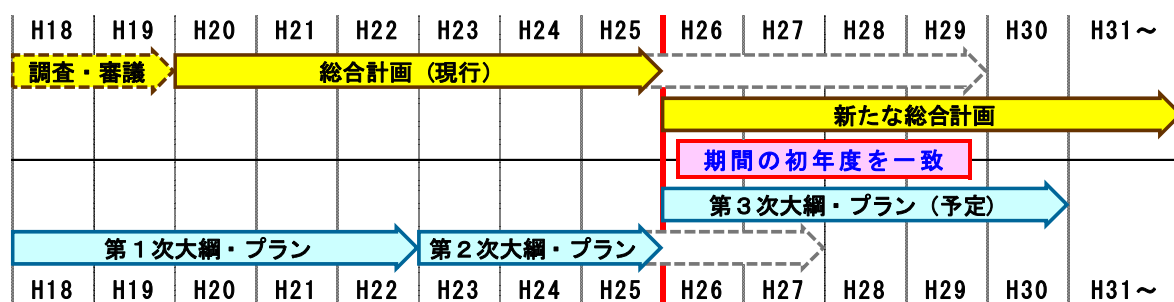 H18 H19 H20 H21 H22 H23 H24 H25 H26 H27 H28 H29 H30 H31～
調査・審議 総合計画（現行）
新たな総合計画
期間の初年度を一致
第３次大綱・プラン（予定）
第１次大綱・プラン 第２次大綱・プラン
H18 H19 H20 H21 H22 H23 H24 H25 H26 H27 H28 H29 H30 H31～